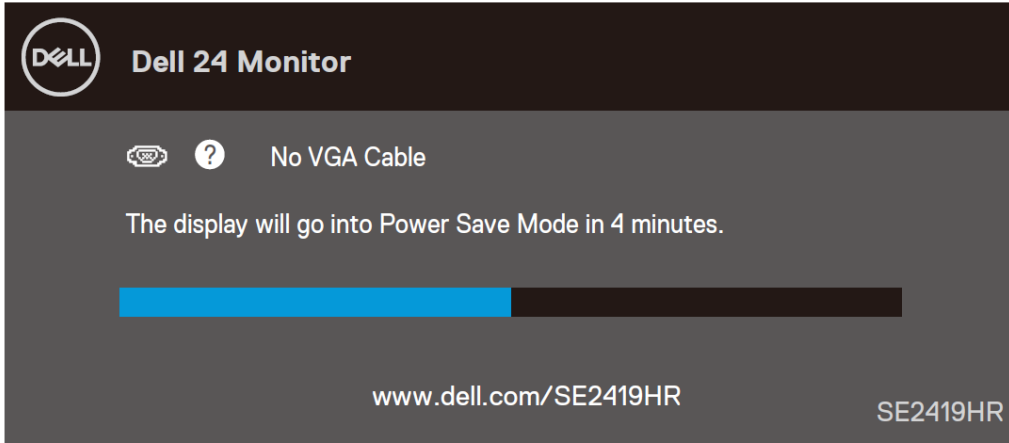 DELL
Dell 24 Monitor
? No VGA Cable
The display will go into Power Save Mode in 4 minutes.
www.dell.com/SE2419HR
SE2419HR